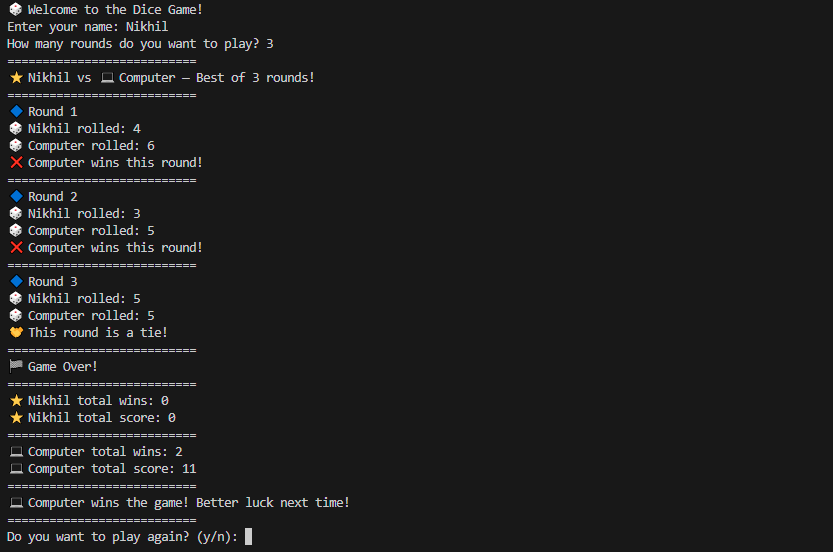 🎲 Welcome to the Dice Game!
Enter your name: Nikhil
How many rounds do you want to play? 3
===========================
⭐ Nikhil vs 💻 Computer — Best of 3 rounds!
===========================
🔷 Round 1
🎲 Nikhil rolled: 4
🎲 Computer rolled: 6
❌ Computer wins this round!
===========================
🔷 Round 2
🎲 Nikhil rolled: 3
🎲 Computer rolled: 5
❌ Computer wins this round!
===========================
🔷 Round 3
🎲 Nikhil rolled: 5
🎲 Computer rolled: 5
🤝 This round is a tie!
===========================
🏁 Game Over!
===========================
⭐ Nikhil total wins: 0
⭐ Nikhil total score: 0
===========================
💻 Computer total wins: 2
💻 Computer total score: 11
===========================
💻 Computer wins the game! Better luck next time!
===========================
Do you want to play again? (y/n):